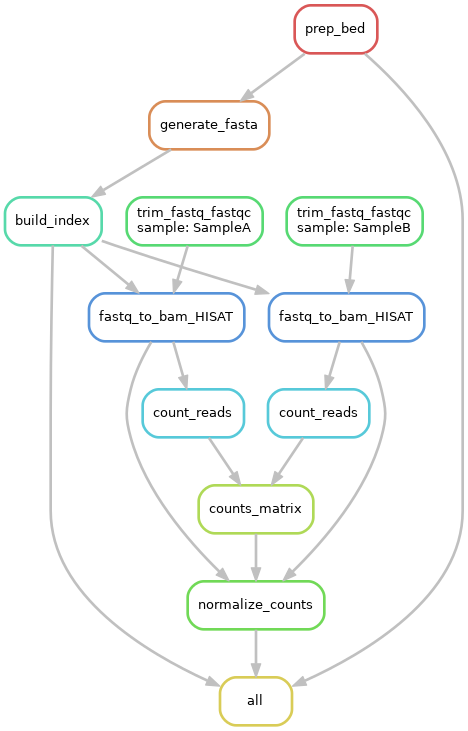 prep_bed
generate_fasta
build_index
trim_fastq_fastqc
sample: SampleA
trim_fastq_fastqc
sample: SampleB
fastq_to_bam_HISAT
fastq_to_bam_HISAT
count_reads
count_reads
counts_matrix
normalize_counts
all